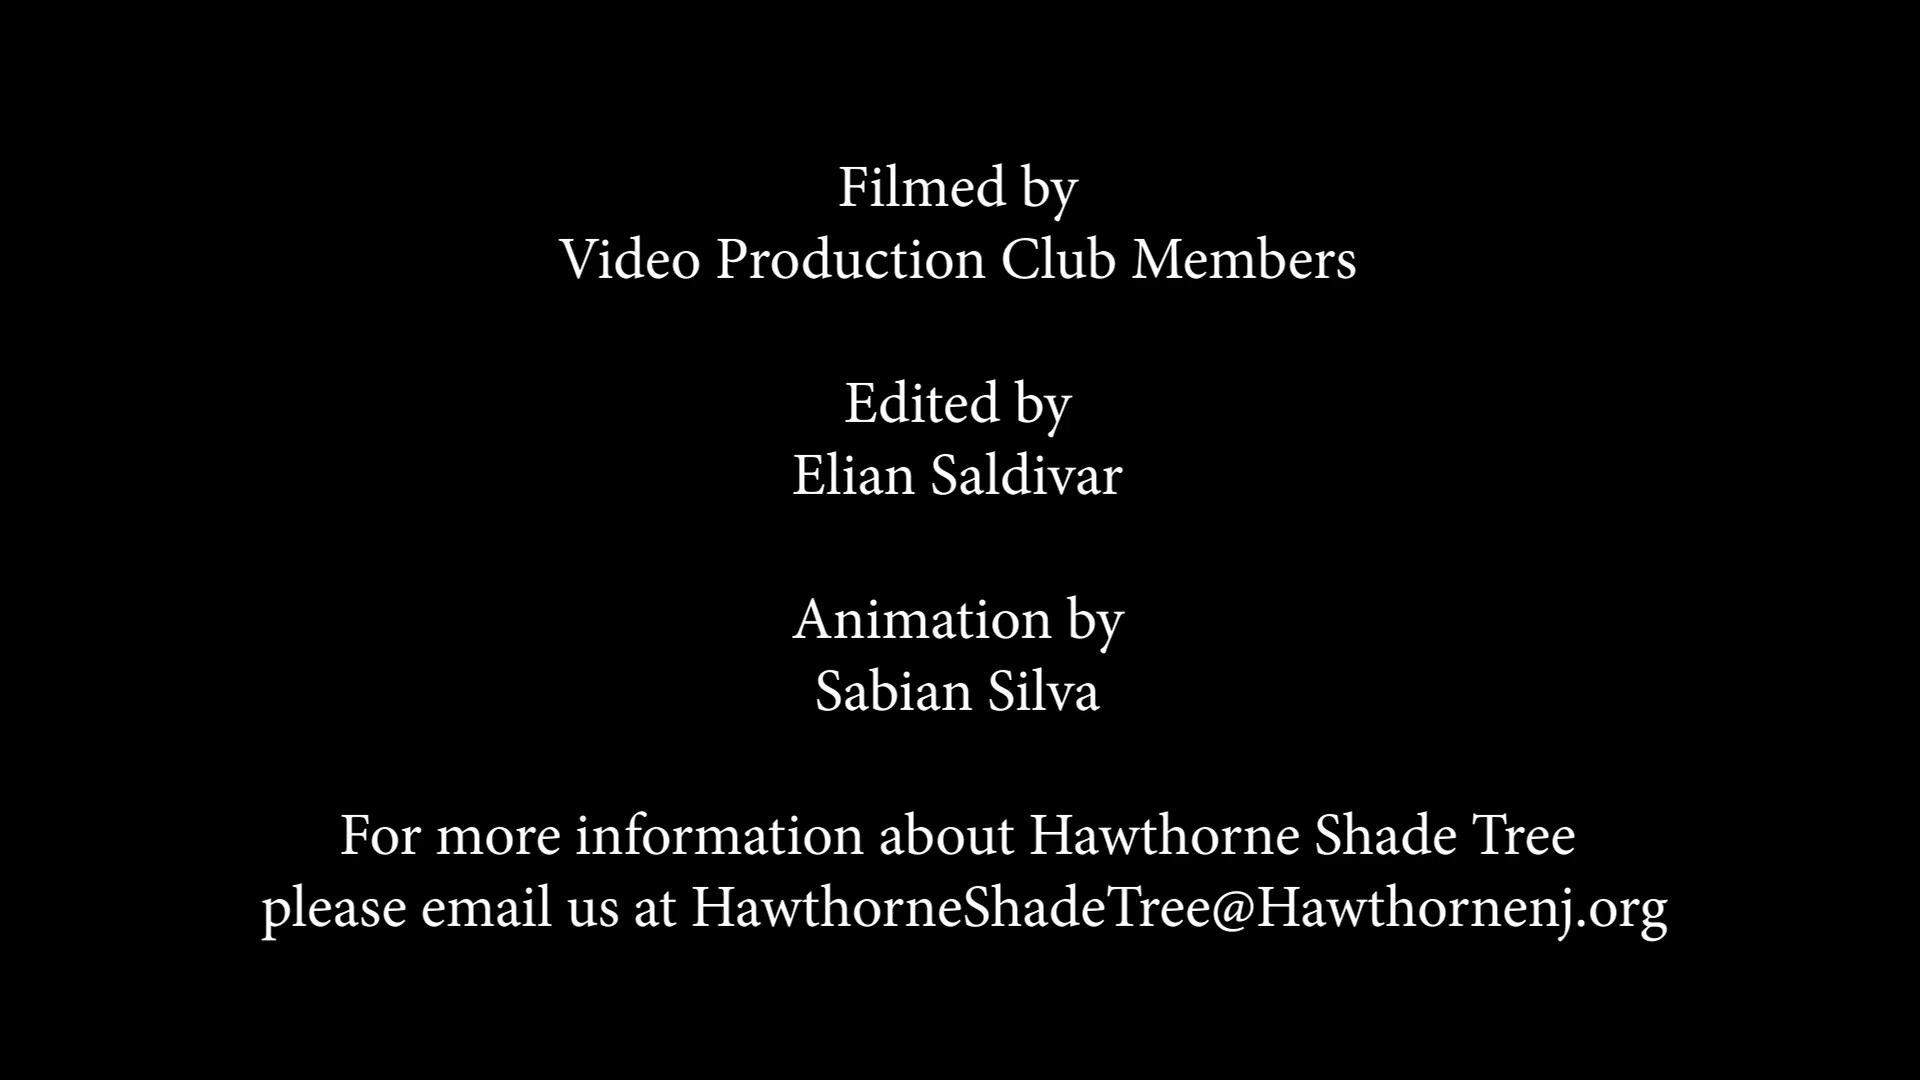 Filmed by
Video Production Club Members
Edited by
Elian Saldivar
Animation by
Sabian Silva
For more information about Hawthorne Shade Tree
please email us at HawthorneShadeTree@Hawthornenj.org